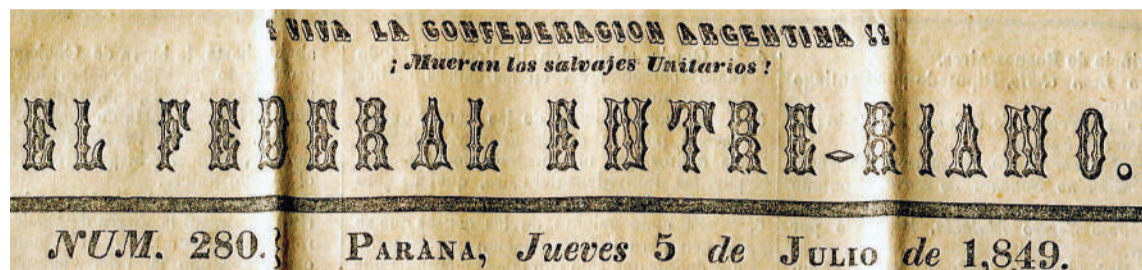 ¡ VIVA LA CONFEDERACION ARGENTINA !!
¡ Mueran los salvajes Unitarios !
EL FEDERAL ENTRE-RIANO.
NUM. 280.} PARANA, Jueves 5 de JULIO de 1,849.